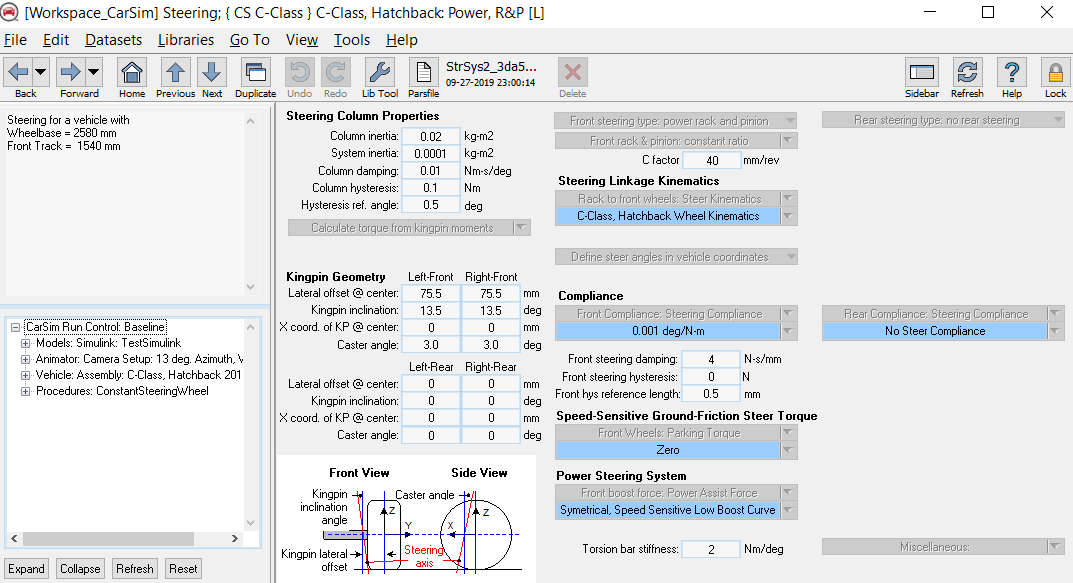 [Workspace_CarSim] Steering; { CS C-Class } C-Class, Hatchback: Power, R&P [L]
File Edit Datasets Libraries Go To View Tools Help
StrSys2_3da5...
09-27-2019 23:00:14
Back Forward Home Previous Next Duplicate Undo Redo Lib Tool Parsfile Delete Sidebar Refresh Help Lock
Steering for a vehicle with
Wheelbase = 2580 mm
Front Track = 1540 mm
CarSim Run Control: Baseline
Models: Simulink: TestSimulink
Animator: Camera Setup: 13 deg. Azimuth, V
Vehicle: Assembly: C-Class, Hatchback 201
Procedures: ConstantSteeringWheel
Expand Collapse Refresh Reset
Steering Column Properties
Column inertia: 0.02 kg-m2
System inertia: 0.0001 kg-m2
Column damping: 0.01 Nm-s/deg
Column hysteresis: 0.1 Nm
Hysteresis ref. angle: 0.5 deg
Calculate torque from kingpin moments
Kingpin Geometry Left-Front Right-Front
Lateral offset @ center: 75.5 75.5 mm
Kingpin inclination: 13.5 13.5 deg
X coord. of KP @ center: 0 0 mm
Caster angle: 3.0 3.0 deg
Left-Rear Right-Rear
Lateral offset @ center: 0 0 mm
Kingpin inclination: 0 0 deg
X coord. of KP @ center: 0 0 mm
Caster angle: 0 0 deg
Front View Side View
Kingpin
inclination
angle
Caster angle
Z
Y
X
Z
Kingpin lateral
offset
Steering
axis
Front steering type: power rack and pinion
Front rack & pinion: constant ratio
C factor 40 mm/rev
Steering Linkage Kinematics
Rack to front wheels: Steer Kinematics
C-Class, Hatchback Wheel Kinematics
Define steer angles in vehicle coordinates
Compliance
Front Compliance: Steering Compliance
0.001 deg/N-m
Front steering damping: 4 N-s/mm
Front steering hysteresis: 0 N
Front hys reference length: 0.5 mm
Speed-Sensitive Ground-Friction Steer Torque
Front Wheels: Parking Torque
Zero
Power Steering System
Front boost force: Power Assist Force
Symetrical, Speed Sensitive Low Boost Curve
Torsion bar stiffness: 2 Nm/deg
Rear steering type: no rear steering
Rear Compliance: Steering Compliance
No Steer Compliance
Miscellaneous: